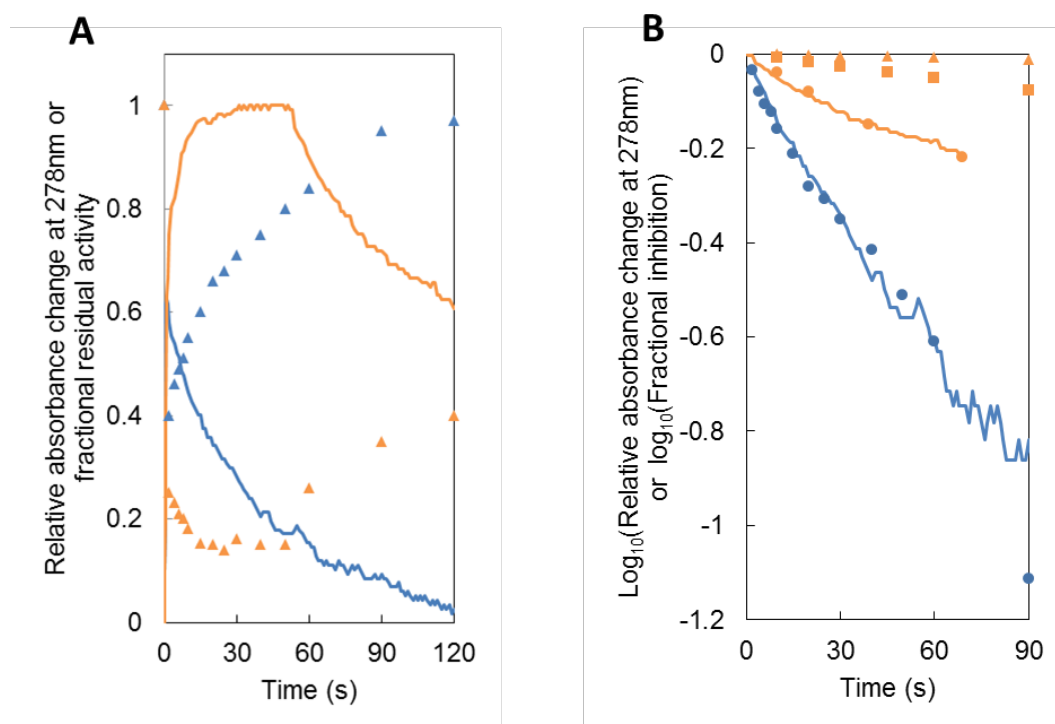 A
Relative absorbance change at 278nm or
fractional residual activity
1
0.8
0.6
0.4
0.2
0
0 30 60 90 120
Time (s)
B
Log₁₀(Relative absorbance change at 278nm)
or log₁₀(Fractional inhibition)
0
-0.2
-0.4
-0.6
-0.8
-1
-1.2
0 30 60 90
Time (s)